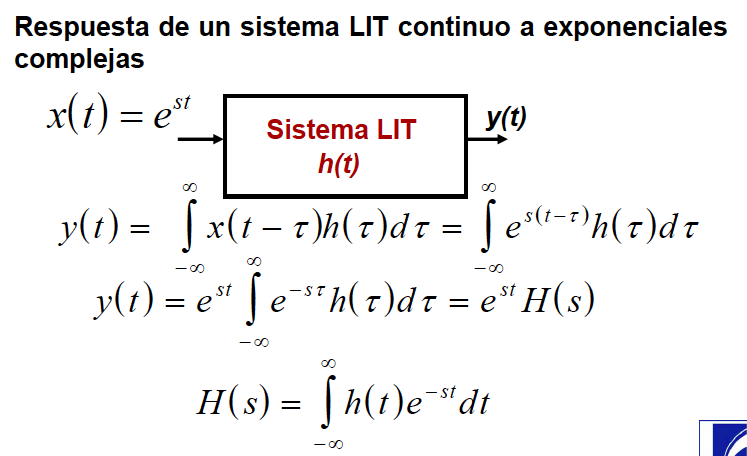 Respuesta de un sistema LIT continuo a exponenciales
complejas
x(t) = e^{st}
Sistema LIT
h(t)
y(t)
y(t) = ∫_{-∞}^{∞} x(t − τ)h(τ)dτ = ∫_{-∞}^{∞} e^{s(t−τ)}h(τ)dτ
y(t) = e^{st} ∫_{-∞}^{∞} e^{−sτ}h(τ)dτ = e^{st}H(s)
H(s) = ∫_{-∞}^{∞} h(t)e^{−st}dt